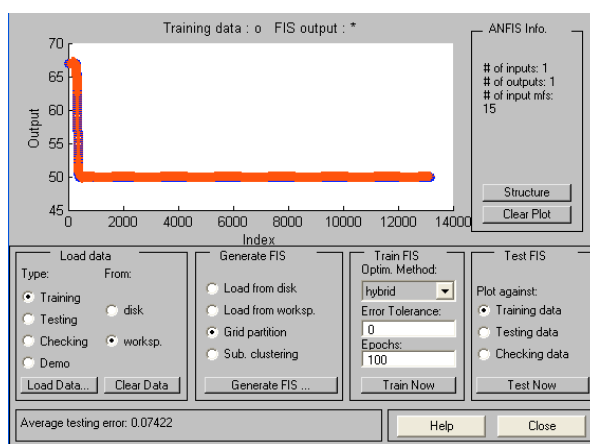 Training data : o   FIS output : *
ANFIS Info.
70
65
60
55
50
45
Output
0
2000
4000
6000
8000
10000
12000
14000
Index
# of inputs: 1
# of outputs: 1
# of input mfs:
15
Structure
Clear Plot
Load data
Type:
From:
Training
Testing
Checking
Demo
disk
worksp.
Load Data...
Clear Data
Generate FIS
Load from disk
Load from worksp.
Grid partition
Sub. clustering
Generate FIS ...
Train FIS
Optim. Method:
hybrid
Error Tolerance:
0
Epochs:
100
Train Now
Test FIS
Plot against:
Training data
Testing data
Checking data
Test Now
Average testing error: 0.07422
Help
Close